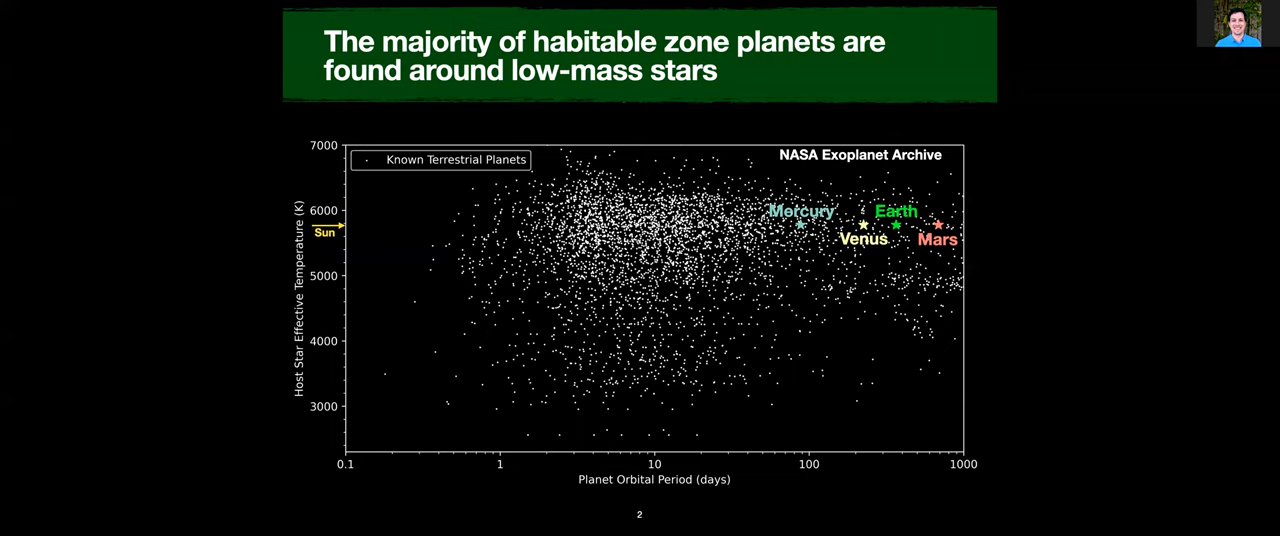 The majority of habitable zone planets are
found around low-mass stars
7000
Known Terrestrial Planets
NASA Exoplanet Archive
6000
Mercury
Earth
Sun
Venus
Mars
5000
4000
3000
Host Star Effective Temperature (K)
0.1
1
10
100
1000
Planet Orbital Period (days)
2